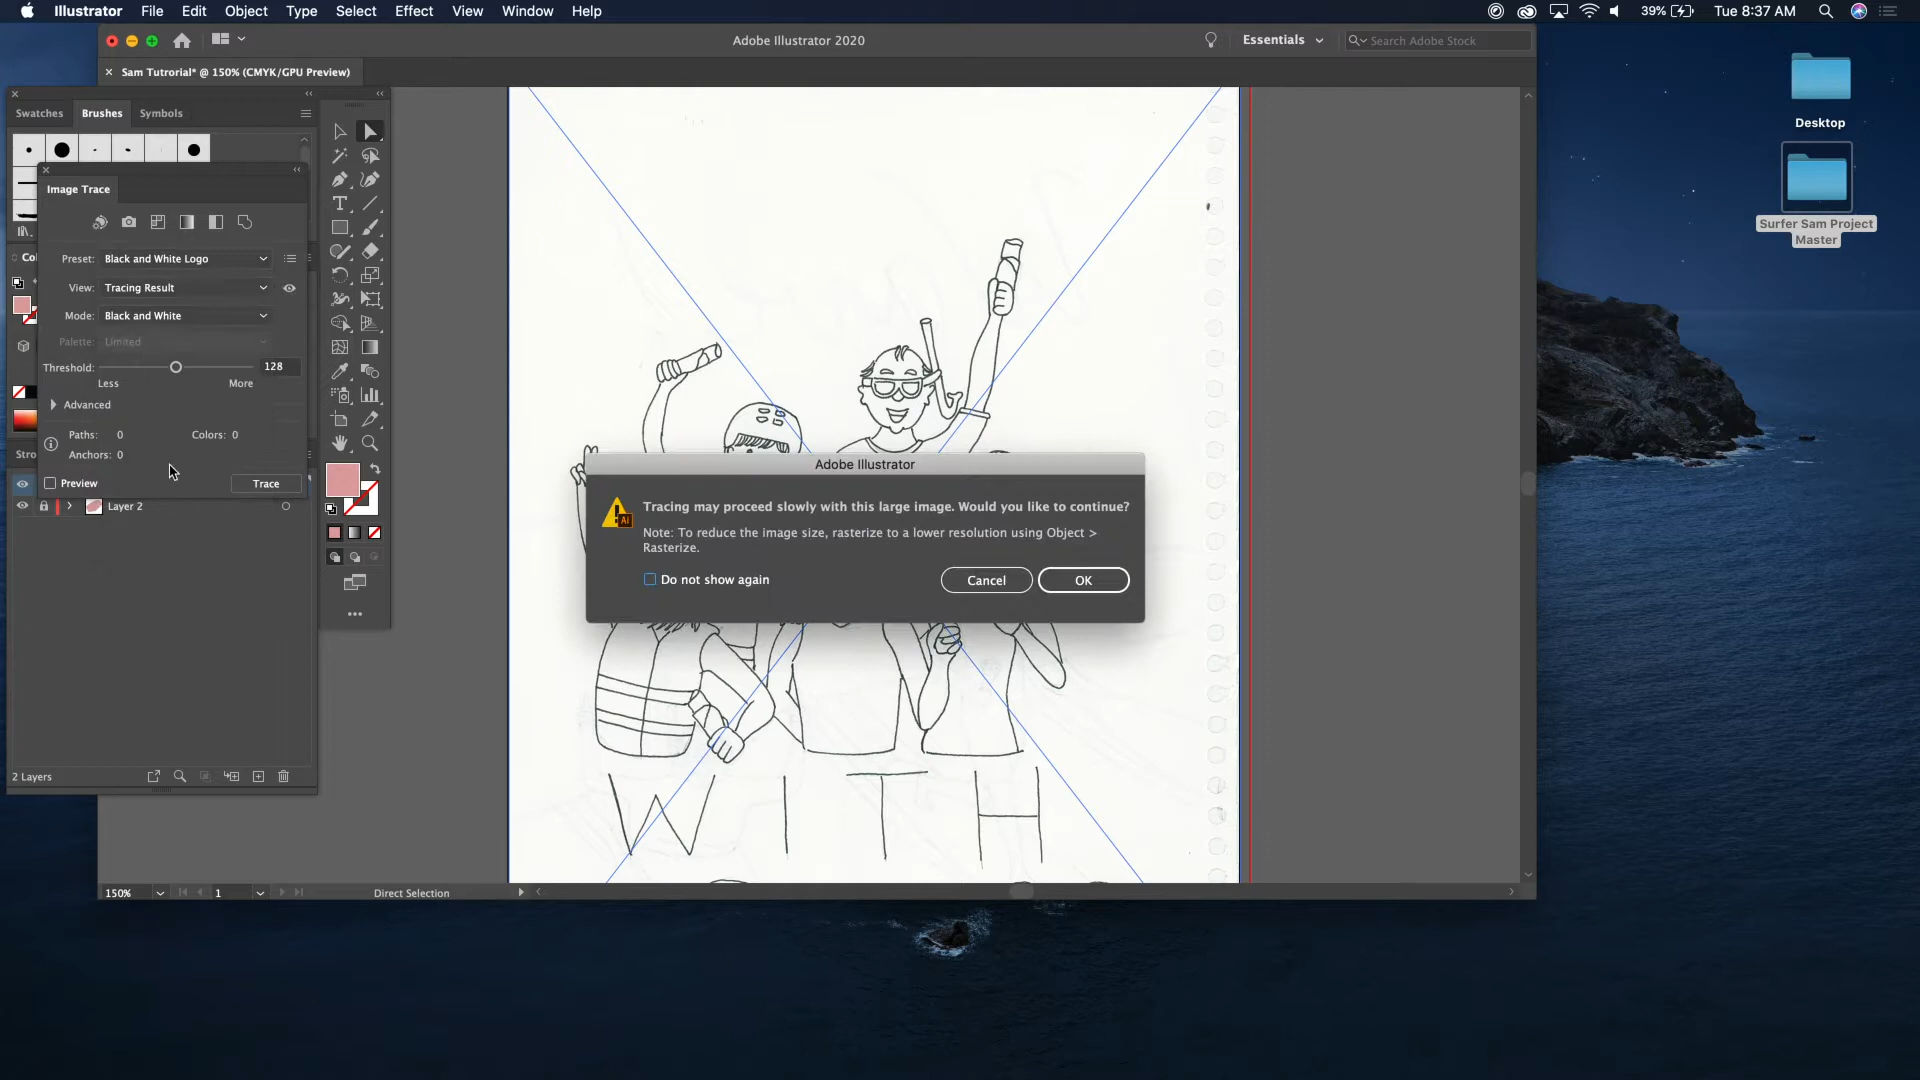 Illustrator File Edit Object Type Select Effect View Window Help
39% Tue 8:37 AM
Adobe Illustrator 2020
Essentials
Search Adobe Stock
× Sam Tutrorial* @ 150% (CMYK/GPU Preview)
Swatches Brushes Symbols
Image Trace
Preset: Black and White Logo
View: Tracing Result
Mode: Black and White
Palette: Limited
Threshold: 128
Less More
Advanced
Paths: 0 Colors: 0
Anchors: 0
Preview Trace
Col
Stro
Layer 2
2 Layers
Adobe Illustrator
Tracing may proceed slowly with this large image. Would you like to continue?
Note: To reduce the image size, rasterize to a lower resolution using Object >
Rasterize.
Do not show again
Cancel OK
WITH
150% 1 Direct Selection
Desktop
Surfer Sam Project
Master